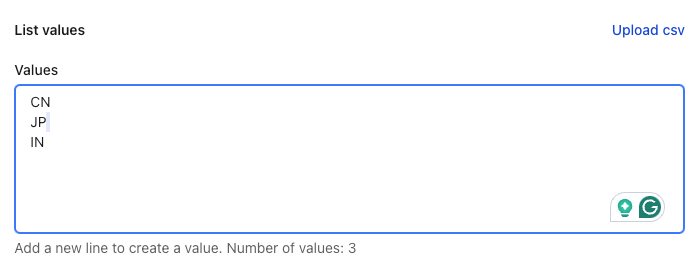 List values
Upload csv
Values
CN
JP
IN
Add a new line to create a value. Number of values: 3